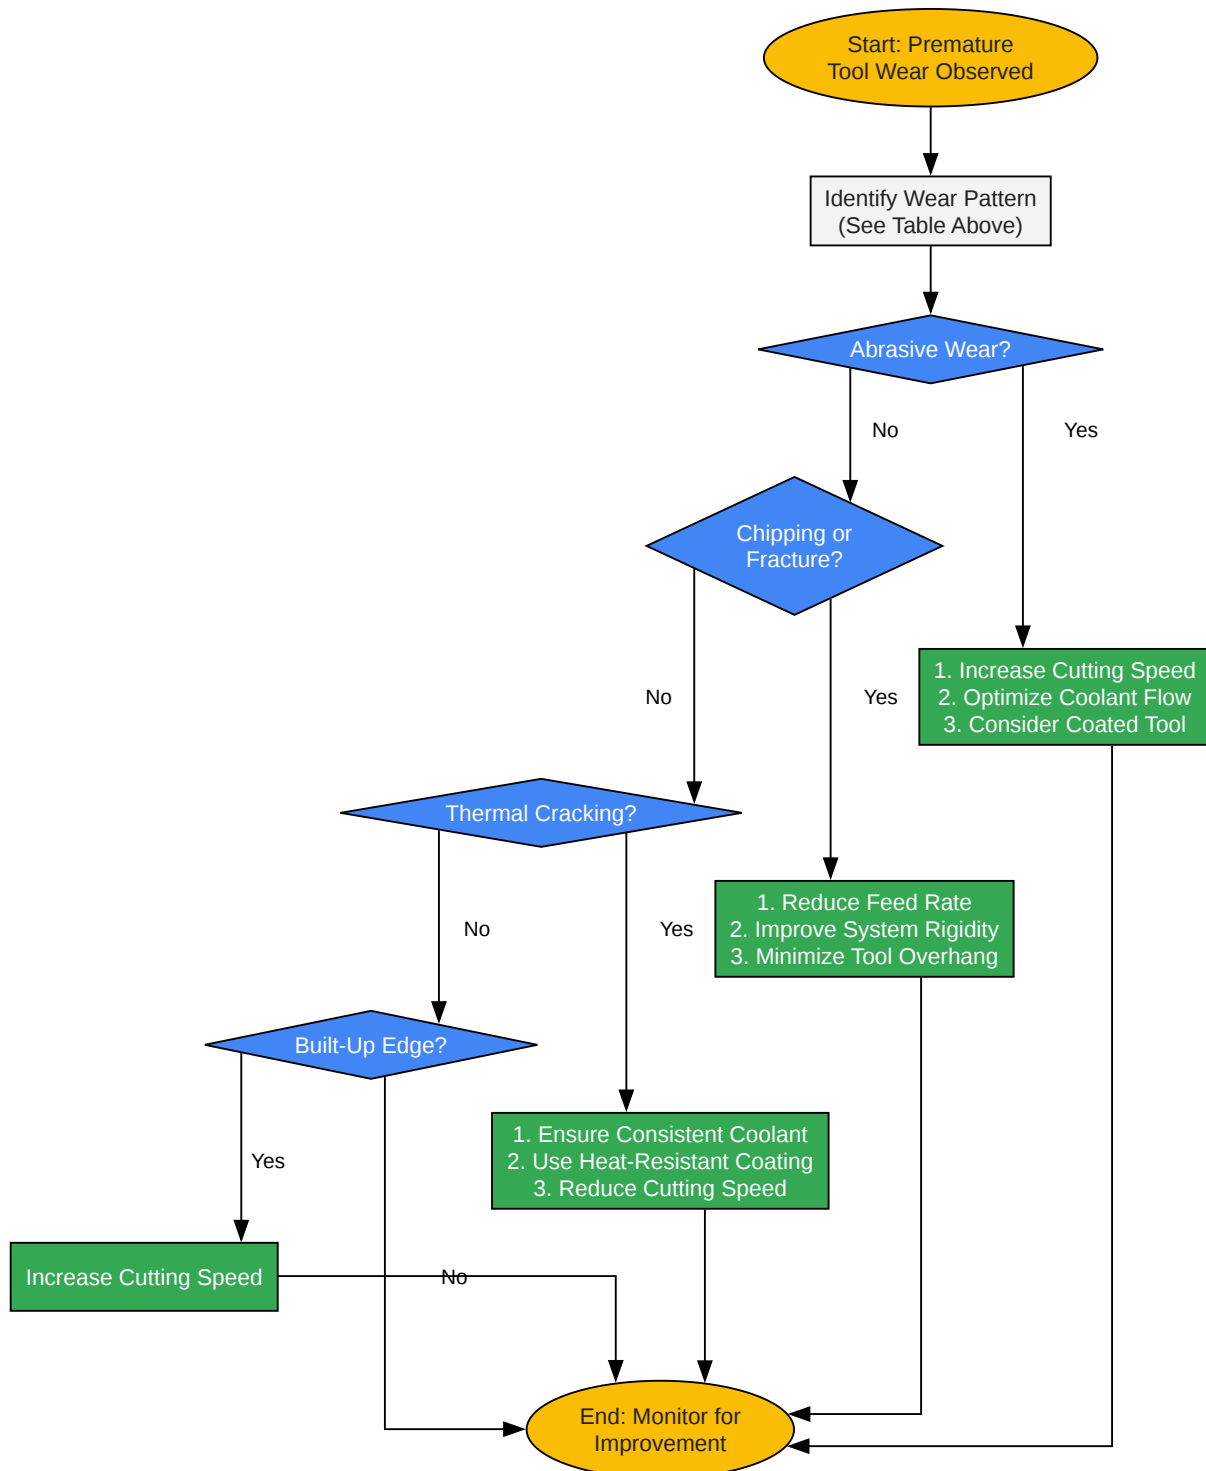 Start: Premature
Tool Wear Observed
Identify Wear Pattern
(See Table Above)
Abrasive Wear?
No
Yes
Chipping or
Fracture?
No
Yes
1. Increase Cutting Speed
2. Optimize Coolant Flow
3. Consider Coated Tool
Thermal Cracking?
No
Yes
1. Reduce Feed Rate
2. Improve System Rigidity
3. Minimize Tool Overhang
Built-Up Edge?
Yes
1. Ensure Consistent Coolant
2. Use Heat-Resistant Coating
3. Reduce Cutting Speed
Increase Cutting Speed
No
End: Monitor for
Improvement